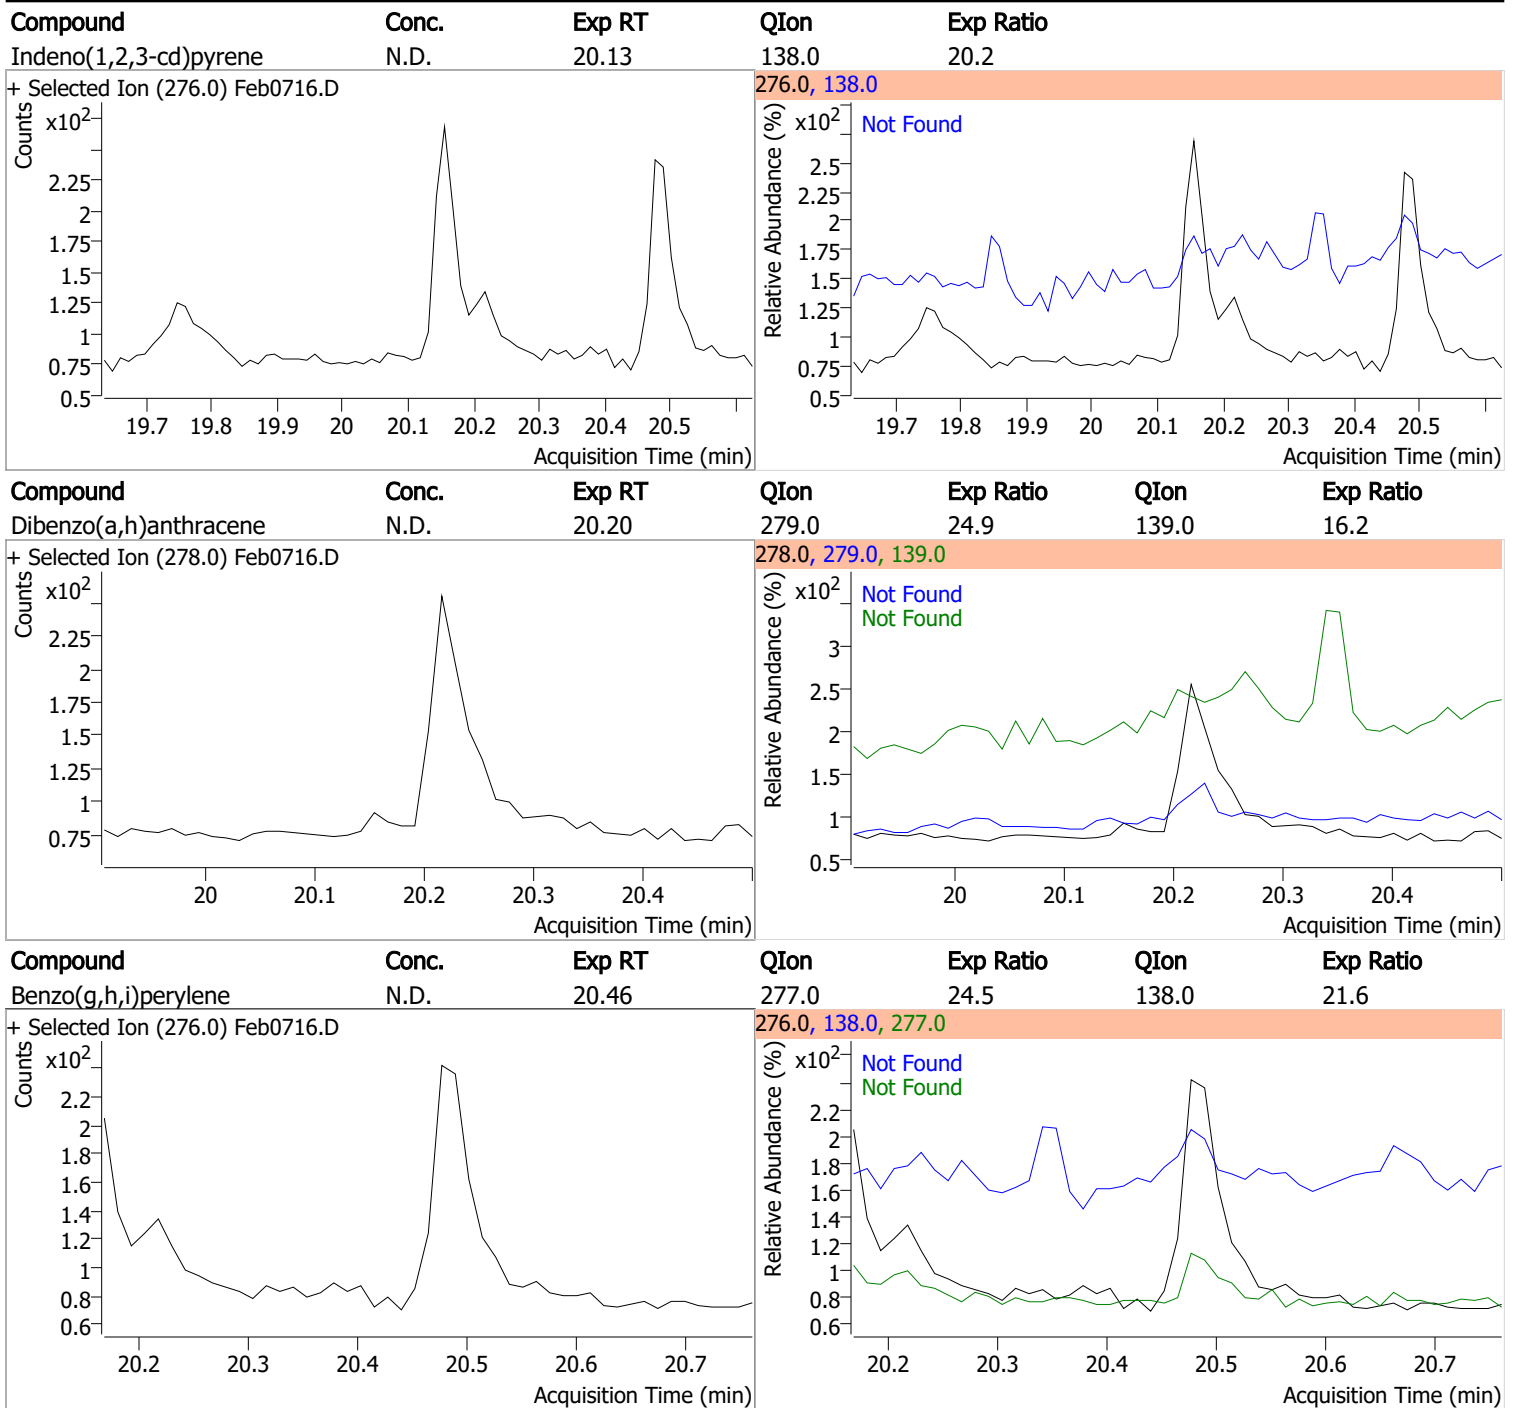 Compound Conc. Exp RT QIon Exp Ratio
Indeno(1,2,3-cd)pyrene N.D. 20.13 138.0 20.2
+ Selected Ion (276.0) Feb0716.D
Counts
x10²
2.25
2
1.75
1.5
1.25
1
0.75
0.5
19.7 19.8 19.9 20 20.1 20.2 20.3 20.4 20.5
Acquisition Time (min)
276.0, 138.0
Relative Abundance (%)
x10²
Not Found
2.5
2.25
2
1.75
1.5
1.25
1
0.75
0.5
19.7 19.8 19.9 20 20.1 20.2 20.3 20.4 20.5
Acquisition Time (min)
Compound Conc. Exp RT QIon Exp Ratio QIon Exp Ratio
Dibenzo(a,h)anthracene N.D. 20.20 279.0 24.9 139.0 16.2
+ Selected Ion (278.0) Feb0716.D
Counts
x10²
2.25
2
1.75
1.5
1.25
1
0.75
20 20.1 20.2 20.3 20.4
Acquisition Time (min)
278.0, 279.0, 139.0
Relative Abundance (%)
x10²
Not Found
Not Found
3
2.5
2
1.5
1
0.5
20 20.1 20.2 20.3 20.4
Acquisition Time (min)
Compound Conc. Exp RT QIon Exp Ratio QIon Exp Ratio
Benzo(g,h,i)perylene N.D. 20.46 277.0 24.5 138.0 21.6
+ Selected Ion (276.0) Feb0716.D
Counts
x10²
2.2
2
1.8
1.6
1.4
1.2
1
0.8
0.6
20.2 20.3 20.4 20.5 20.6 20.7
Acquisition Time (min)
276.0, 138.0, 277.0
Relative Abundance (%)
x10²
Not Found
Not Found
2.2
2
1.8
1.6
1.4
1.2
1
0.8
0.6
20.2 20.3 20.4 20.5 20.6 20.7
Acquisition Time (min)